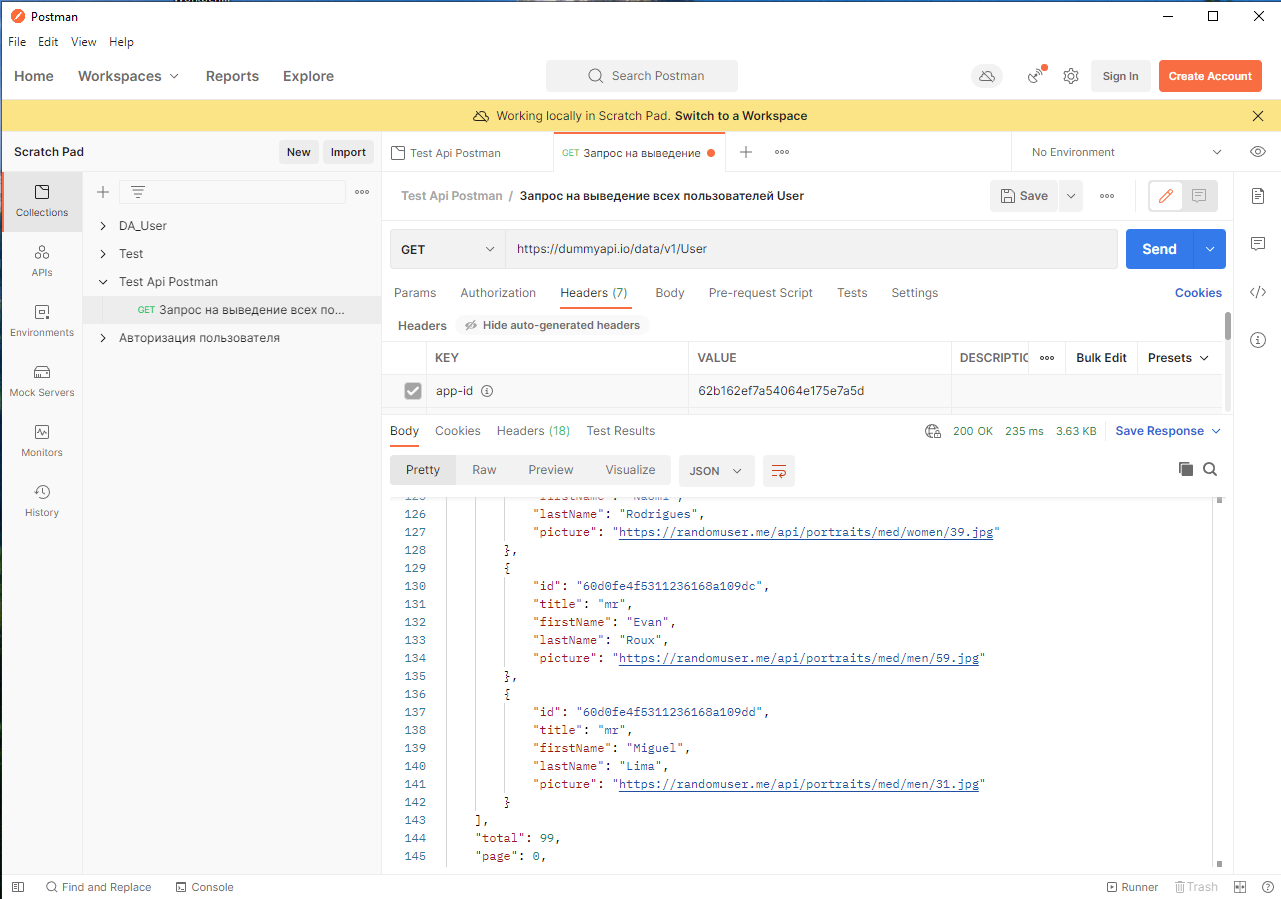 Postman
File Edit View Help
Home Workspaces Reports Explore Search Postman Sign In Create Account
Working locally in Scratch Pad. Switch to a Workspace
Scratch Pad New Import
Test Api Postman GET Запрос на выведение No Environment
Collections
APIs
Environments
Mock Servers
Monitors
History
DA_User
Test
Test Api Postman
GET Запрос на выведение всех по...
Авторизация пользователя
Test Api Postman / Запрос на выведение всех пользователей User Save
GET https://dummyapi.io/data/v1/User Send
Params Authorization Headers (7) Body Pre-request Script Tests Settings Cookies
Headers Hide auto-generated headers
KEY VALUE DESCRIPTIC Bulk Edit Presets
app-id 62b162ef7a54064e175e7a5d
Body Cookies Headers (18) Test Results 200 OK 235 ms 3.63 KB Save Response
Pretty Raw Preview Visualize JSON
125 "firstName": "Naomi",
126 "lastName": "Rodrigues",
127 "picture": "https://randomuser.me/api/portraits/med/women/39.jpg"
128 },
129 {
130 "id": "60d0fe4f5311236168a109dc",
131 "title": "mr",
132 "firstName": "Evan",
133 "lastName": "Roux",
134 "picture": "https://randomuser.me/api/portraits/med/men/59.jpg"
135 },
136 {
137 "id": "60d0fe4f5311236168a109dd",
138 "title": "mr",
139 "firstName": "Miguel",
140 "lastName": "Lima",
141 "picture": "https://randomuser.me/api/portraits/med/men/31.jpg"
142 }
143 ],
144 "total": 99,
145 "page": 0,
Find and Replace Console Runner Trash